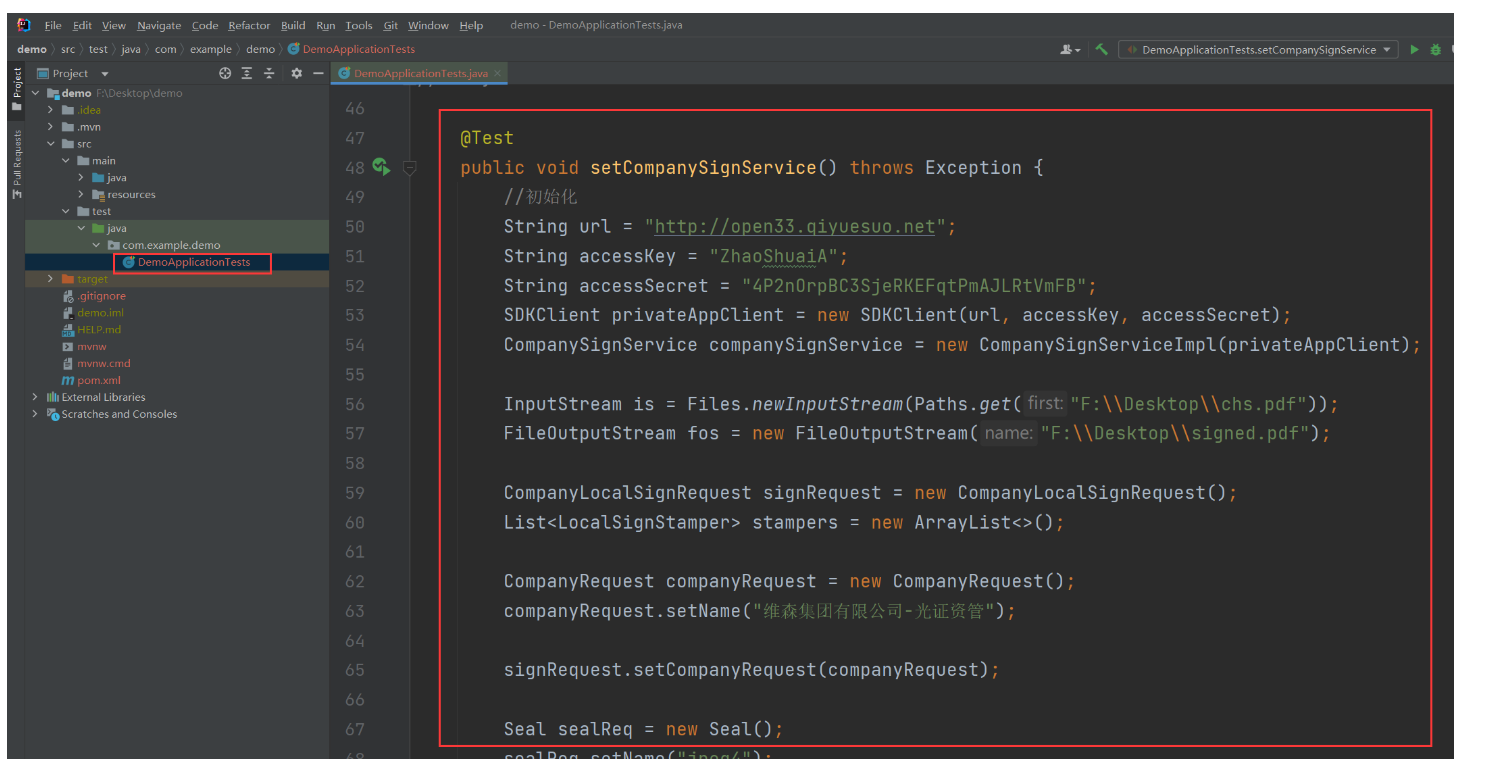 File Edit View Navigate Code Refactor Build Run Tools Git Window Help demo - DemoApplicationTests.java
demo src test java com example demo DemoApplicationTests
DemoApplicationTests.setCompanySignService
Project
DemoApplicationTests.java
Project
Pull Requests
demo F:\Desktop\demo
.idea
.mvn
src
main
java
resources
test
java
com.example.demo
DemoApplicationTests
target
.gitignore
demo.iml
HELP.md
mvnw
mvnw.cmd
pom.xml
External Libraries
Scratches and Consoles
46
47 @Test
48 public void setCompanySignService() throws Exception {
49 //初始化
50 String url = "http://open33.qiyuesuo.net";
51 String accessKey = "ZhaoShuaiA";
52 String accessSecret = "4P2nOrpBC3SjeRKEFqtPmAJLRtVmFB";
53 SDKClient privateAppClient = new SDKClient(url, accessKey, accessSecret);
54 CompanySignService companySignService = new CompanySignServiceImpl(privateAppClient);
55
56 InputStream is = Files.newInputStream(Paths.get( first: "F:\\Desktop\\chs.pdf"));
57 FileOutputStream fos = new FileOutputStream( name: "F:\\Desktop\\signed.pdf");
58
59 CompanyLocalSignRequest signRequest = new CompanyLocalSignRequest();
60 List<LocalSignStamper> stampers = new ArrayList<>();
61
62 CompanyRequest companyRequest = new CompanyRequest();
63 companyRequest.setName("维森集团有限公司-光证资管");
64
65 signRequest.setCompanyRequest(companyRequest);
66
67 Seal sealReq = new Seal();
68 sealReq.setName("jpeg4");